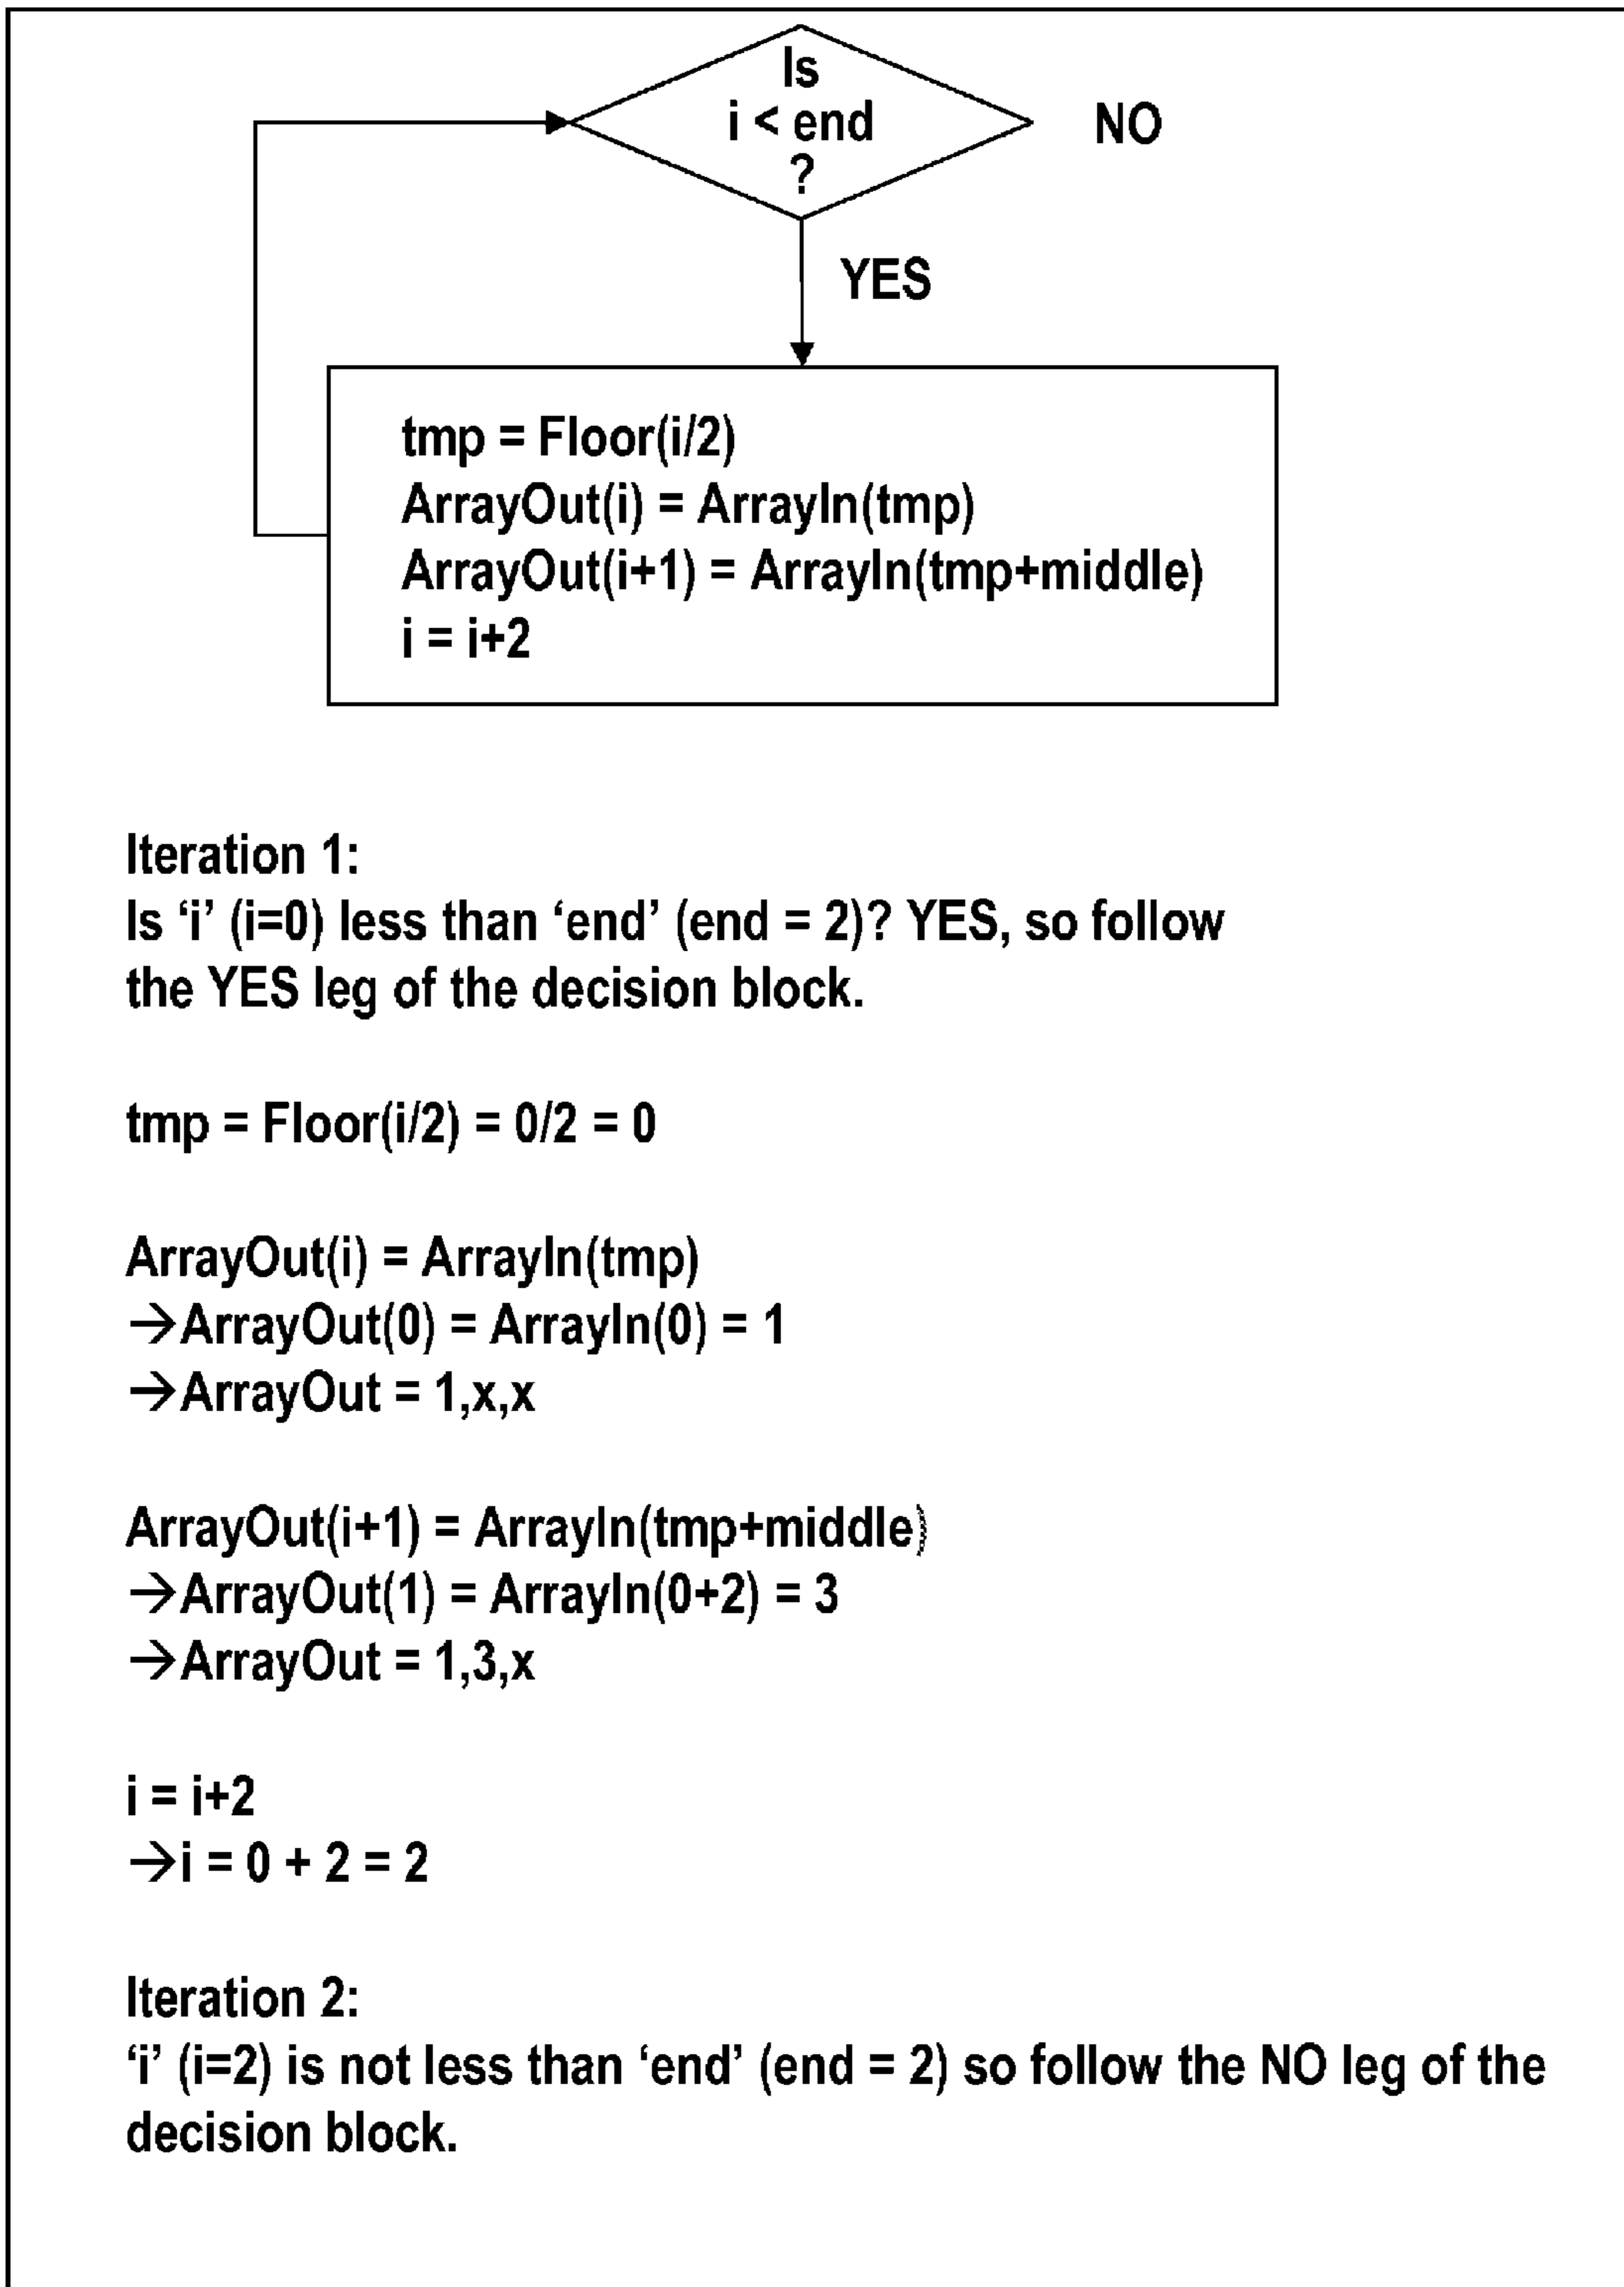 Is
i < end
?
NO
YES
tmp = Floor(i/2)
ArrayOut(i) = ArrayIn(tmp)
ArrayOut(i+1) = ArrayIn(tmp+middle)
i = i+2
Iteration 1:
Is ‘i’ (i=0) less than ‘end’ (end = 2)? YES, so follow
the YES leg of the decision block.
tmp = Floor(i/2) = 0/2 = 0
ArrayOut(i) = ArrayIn(tmp)
→ArrayOut(0) = ArrayIn(0) = 1
→ArrayOut = 1,x,x
ArrayOut(i+1) = ArrayIn(tmp+middle)
→ArrayOut(1) = ArrayIn(0+2) = 3
→ArrayOut = 1,3,x
i = i+2
→i = 0 + 2 = 2
Iteration 2:
‘i’ (i=2) is not less than ‘end’ (end = 2) so follow the NO leg of the
decision block.